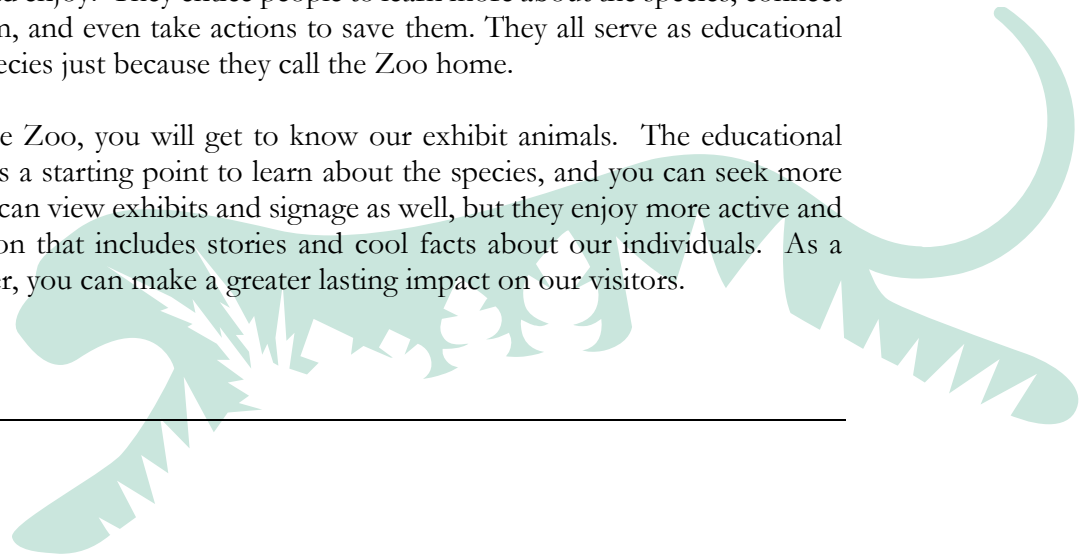 enjoy. They entice people to learn more about the species, connect
and even take actions to save them. They all serve as educational
just because they call the Zoo home.
Zoo, you will get to know our exhibit animals. The educational
a starting point to learn about the species, and you can seek more
can view exhibits and signage as well, but they enjoy more active and
that includes stories and cool facts about our individuals. As a
you can make a greater lasting impact on our visitors.